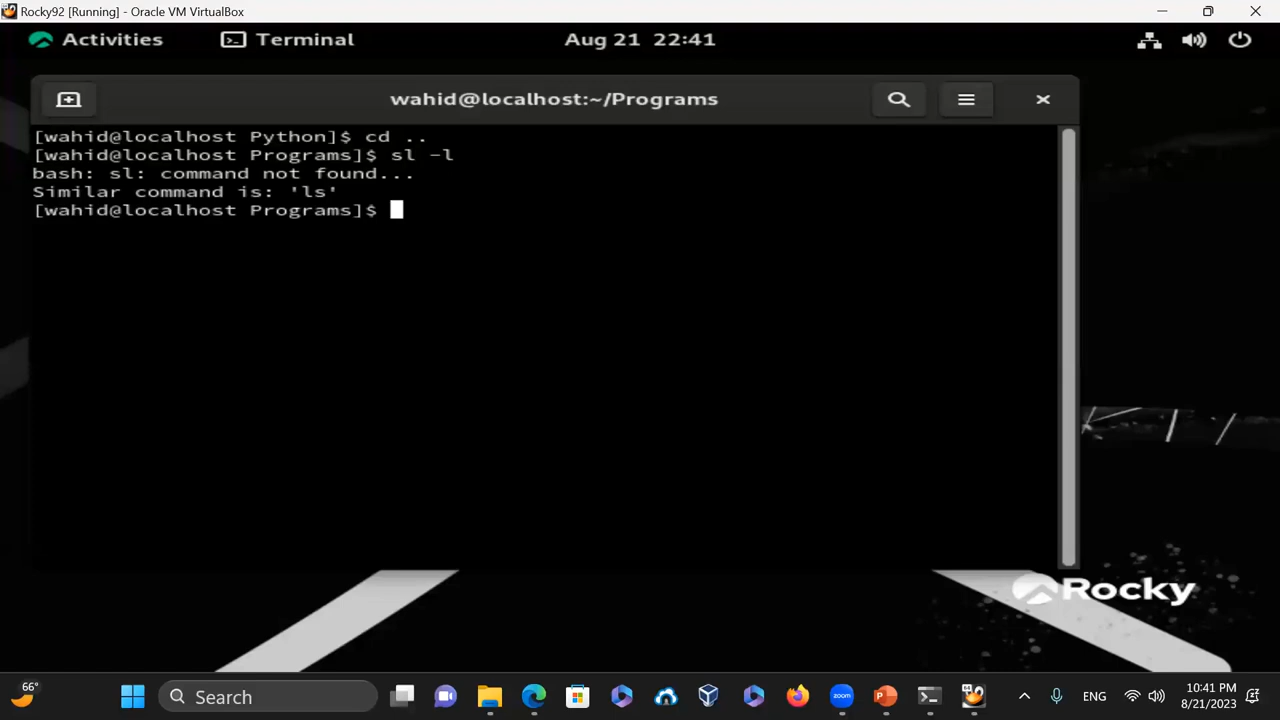 Rocky92 [Running] - Oracle VM VirtualBox
Activities Terminal Aug 21 22:41
wahid@localhost:~/Programs
[wahid@localhost Python]$ cd ..
[wahid@localhost Programs]$ sl -l
bash: sl: command not found...
Similar command is: 'ls'
[wahid@localhost Programs]$
Rocky
66°
Search
zoom
ENG
10:41 PM
8/21/2023